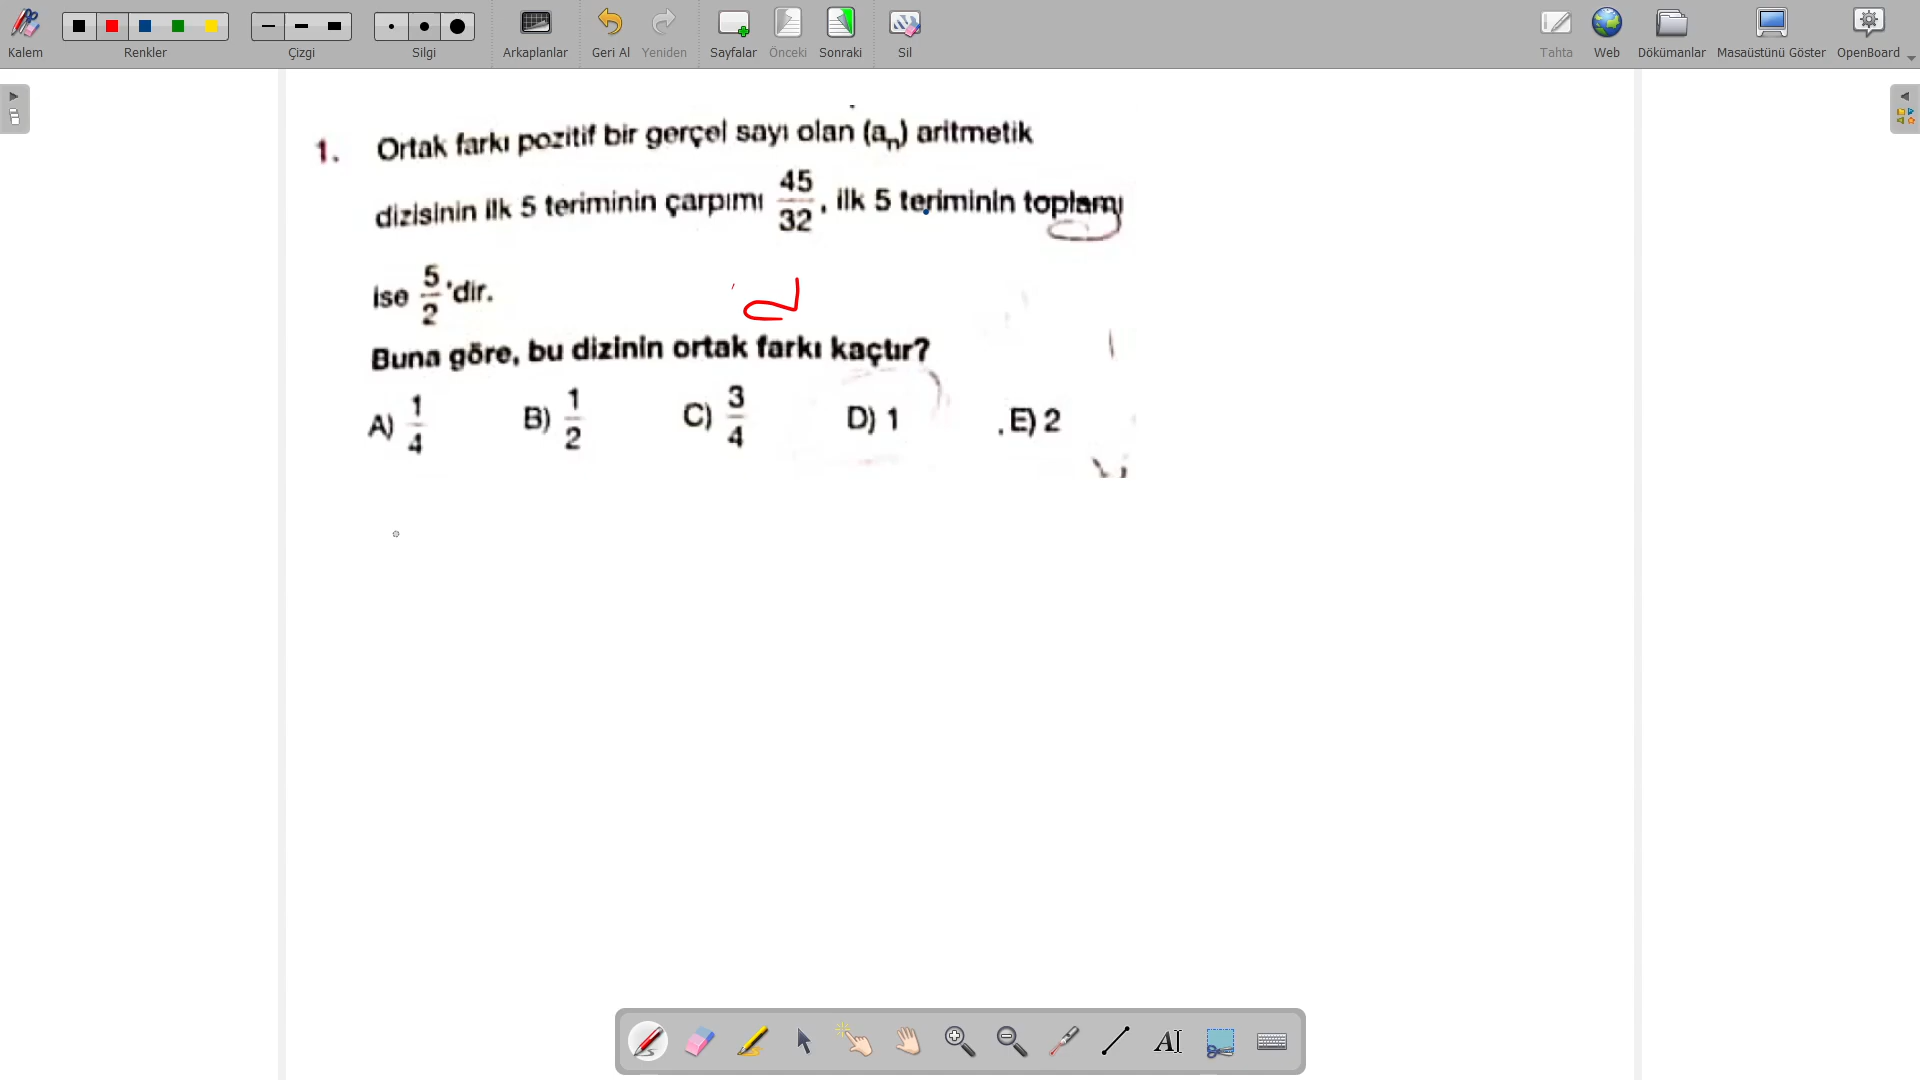 Kalem
Renkler
Çizgi
Silgi
Arkaplanlar
Geri Al
Yeniden
Sayfalar
Önceki
Sonraki
Sil
Tahta
Web
Dökümanlar
Masaüstünü Göster
OpenBoard
1. Ortak farkı pozitif bir gerçel sayı olan (aₙ) aritmetik
dizisinin ilk 5 teriminin çarpımı 45/32, ilk 5 teriminin toplamı
ise 5/2'dir.
d
Buna göre, bu dizinin ortak farkı kaçtır?
A) 1/4 B) 1/2 C) 3/4 D) 1 E) 2